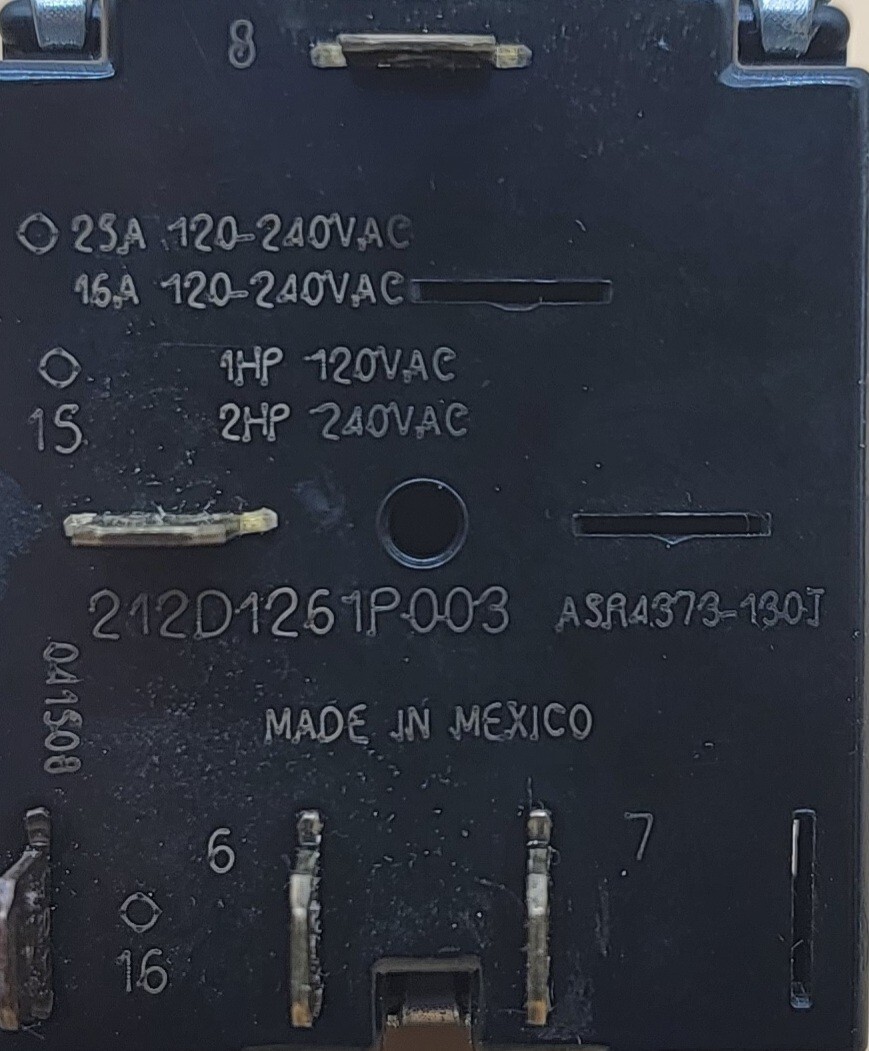 8
25A 120-240VAC
16A 120-240VAC
1HP 120VAC
15
2HP 240VAC
212D1261P003 ASR4373-130J
041508
MADE IN MEXICO
6
7
16